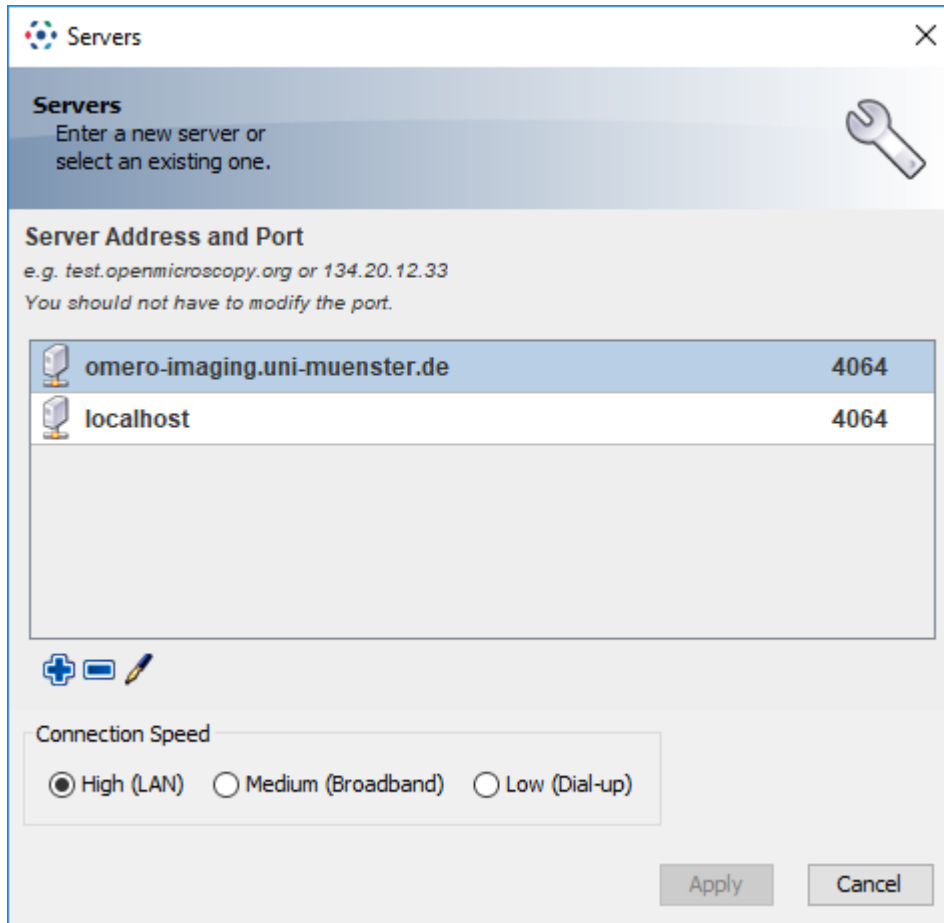 Servers
Servers
Enter a new server or
select an existing one.
Server Address and Port
e.g. test.openmicroscopy.org or 134.20.12.33
You should not have to modify the port.
omero-imaging.uni-muenster.de 4064
localhost 4064
Connection Speed
High (LAN) Medium (Broadband) Low (Dial-up)
Apply Cancel